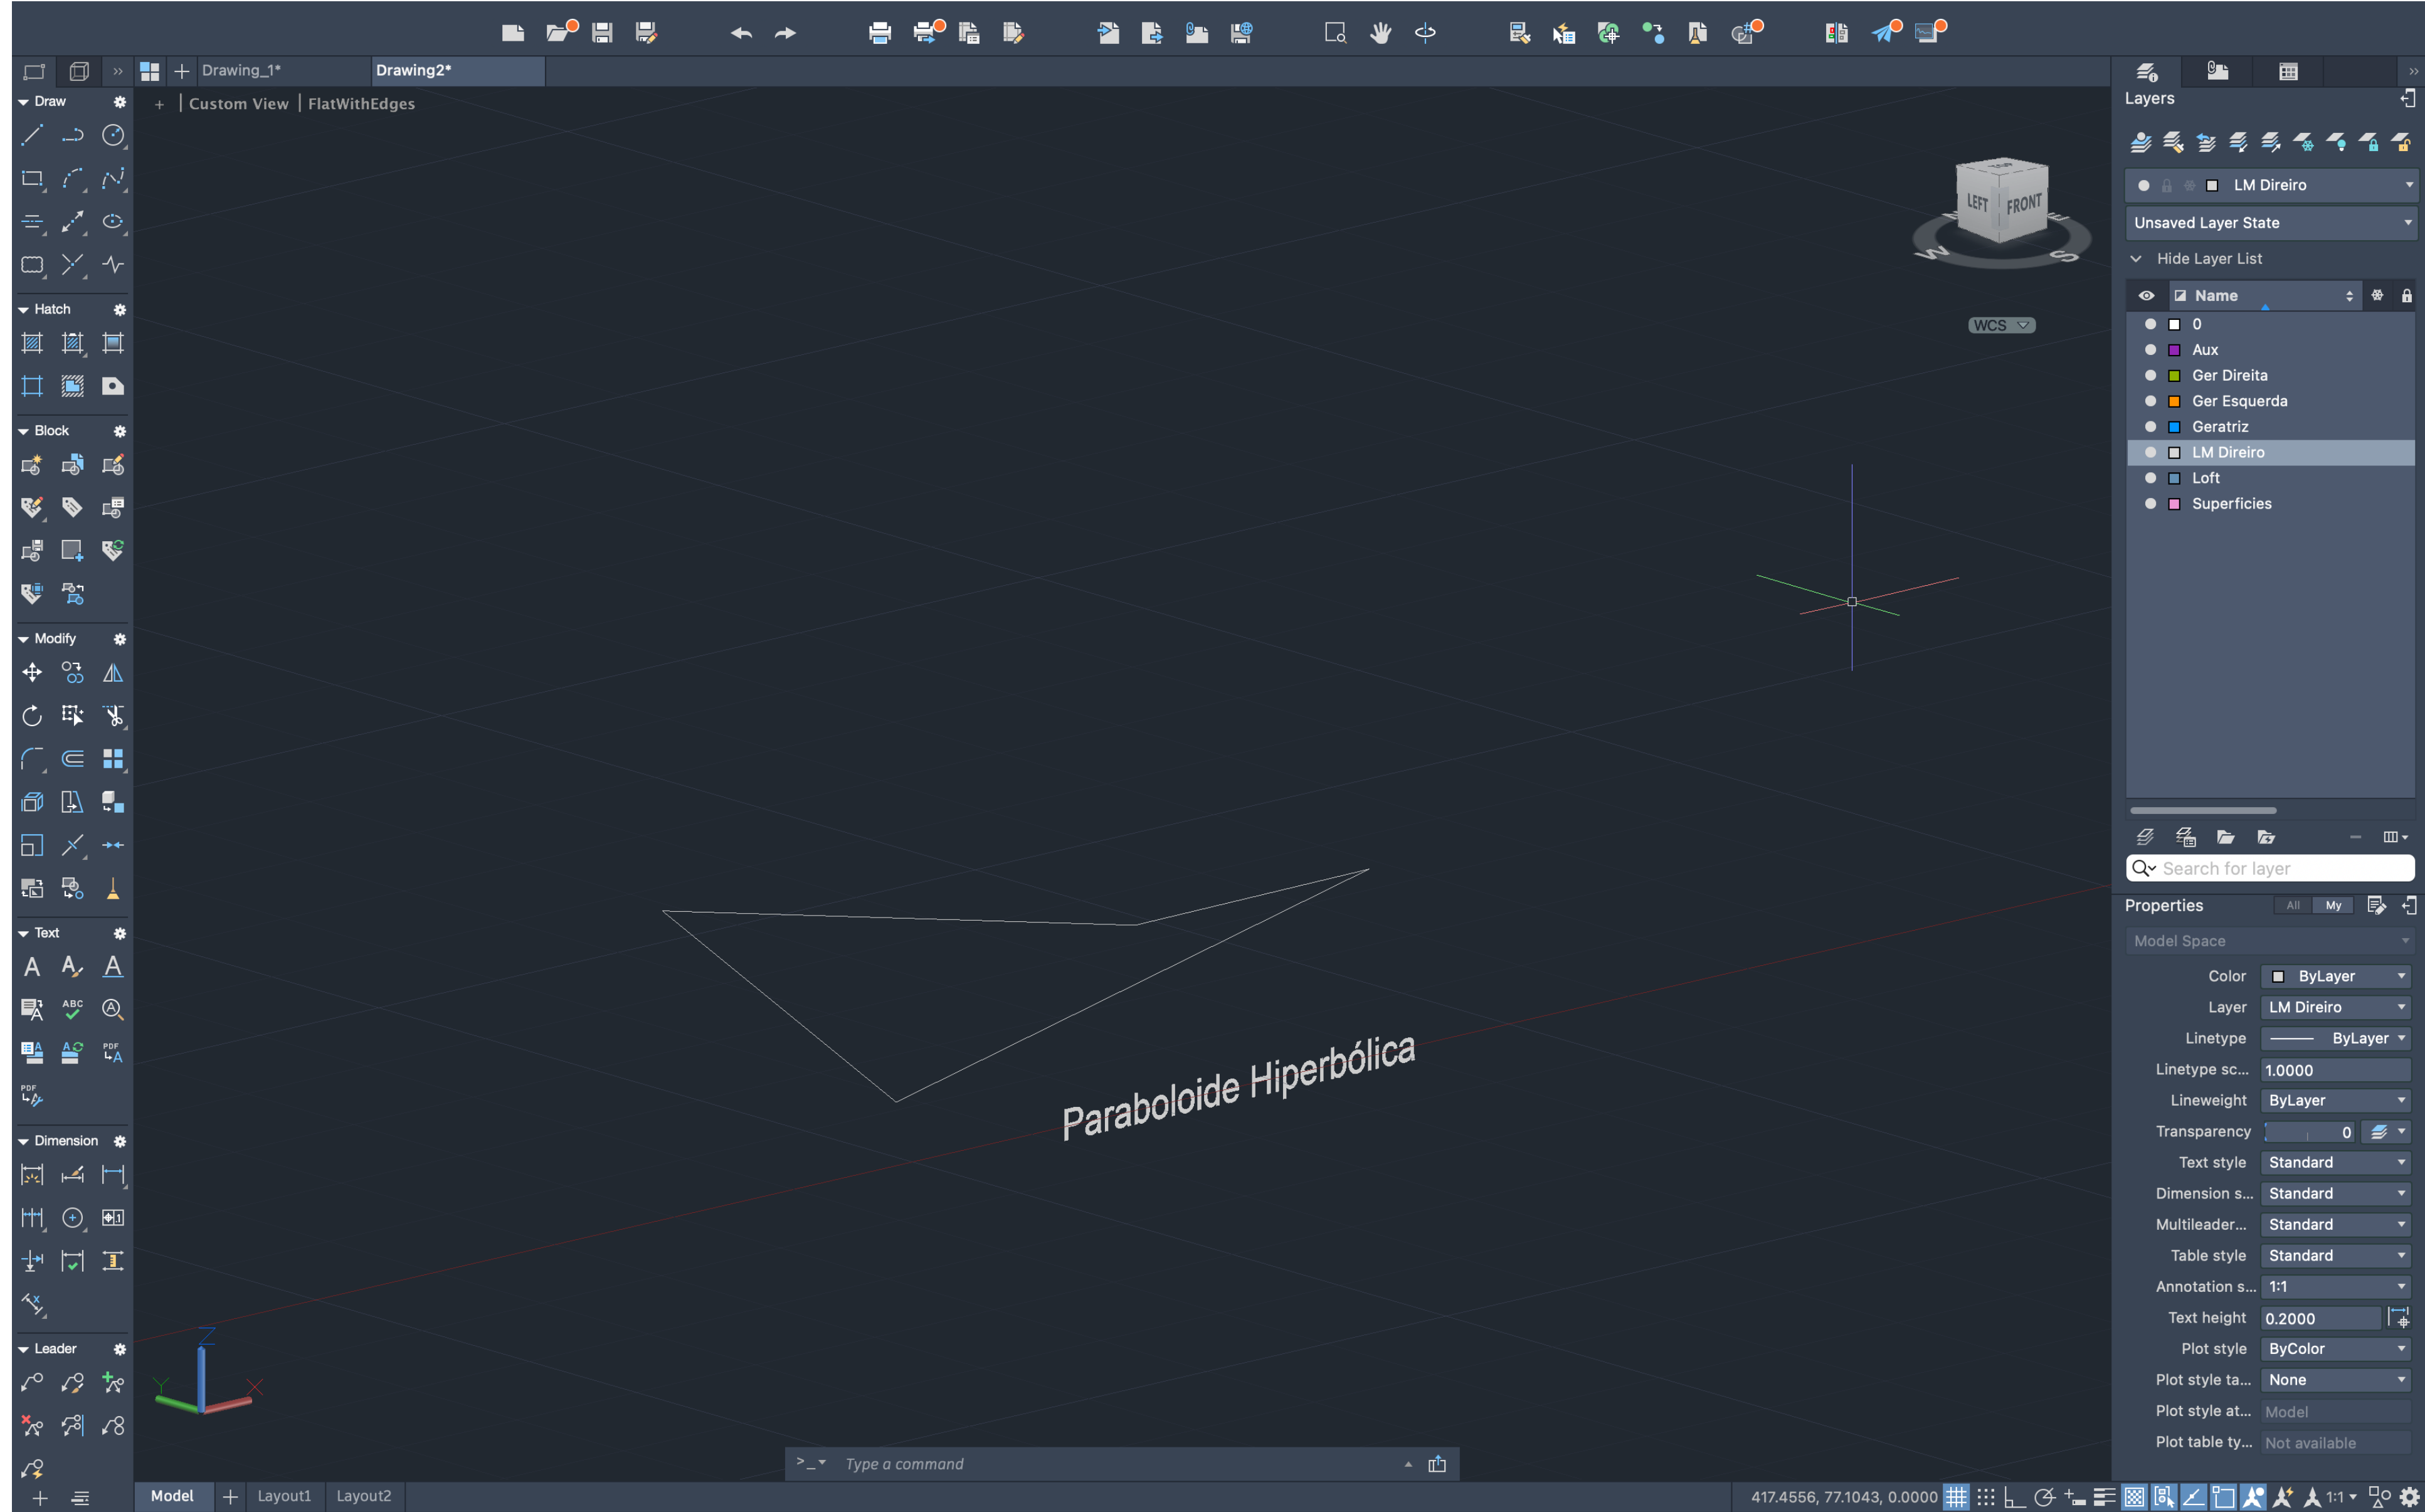 Drawing_1*
Drawing2*
Draw
Hatch
Block
Modify
Text
ABC
PDF
PDF
Dimension
Leader
+ | Custom View | FlatWithEdges
TOP
LEFT
FRONT
W
S
WCS
Paraboloide Hiperbólica
Z
Y
X
>_ Type a command
Model
Layout1
Layout2
417.4556, 77.1043, 0.0000
1:1
Layers
LM Direiro
Unsaved Layer State
Hide Layer List
Name
0
Aux
Ger Direita
Ger Esquerda
Geratriz
LM Direiro
Loft
Superficies
Search for layer
Properties
All
My
Model Space
Color ByLayer
Layer LM Direiro
Linetype ByLayer
Linetype sc... 1.0000
Lineweight ByLayer
Transparency 0
Text style Standard
Dimension s... Standard
Multileader... Standard
Table style Standard
Annotation s... 1:1
Text height 0.2000
Plot style ByColor
Plot style ta... None
Plot style at... Model
Plot table ty... Not available